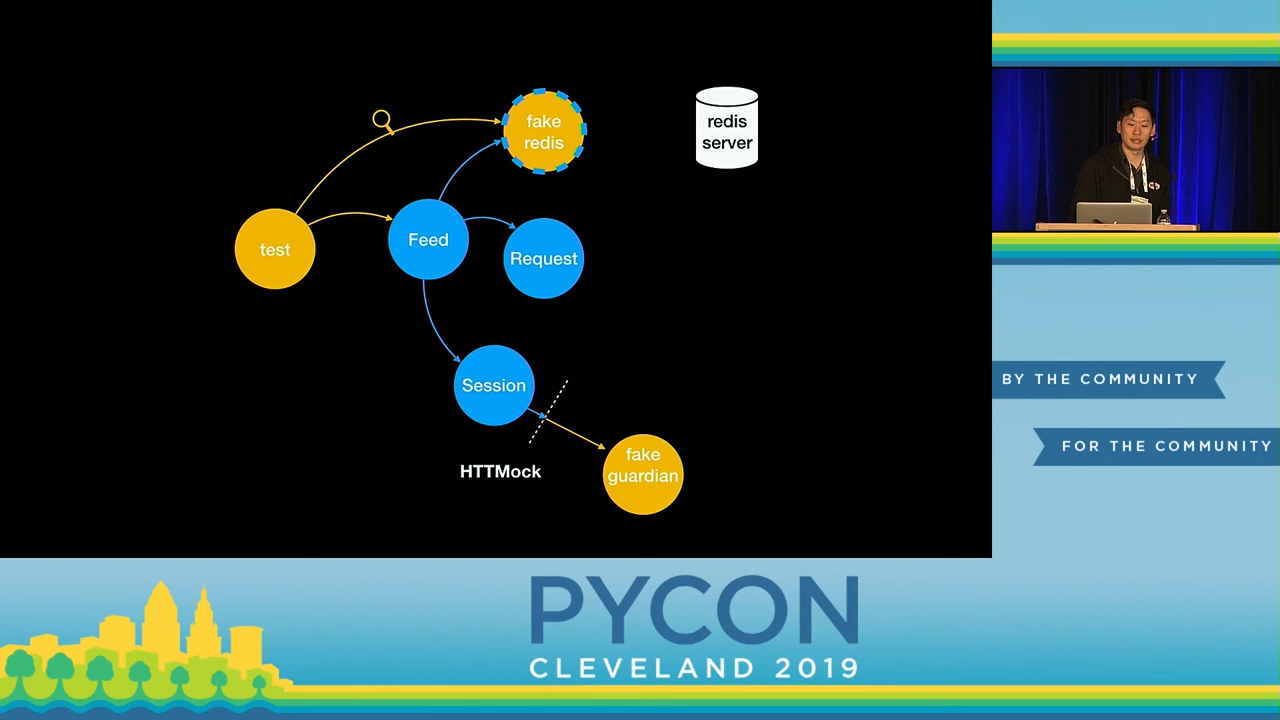 fake
redis
redis
server
test
Feed
Request
Session
HTTMock
fake
guardian
BY THE COMMUNITY
FOR THE COMMUNITY
PYCON
CLEVELAND 2019